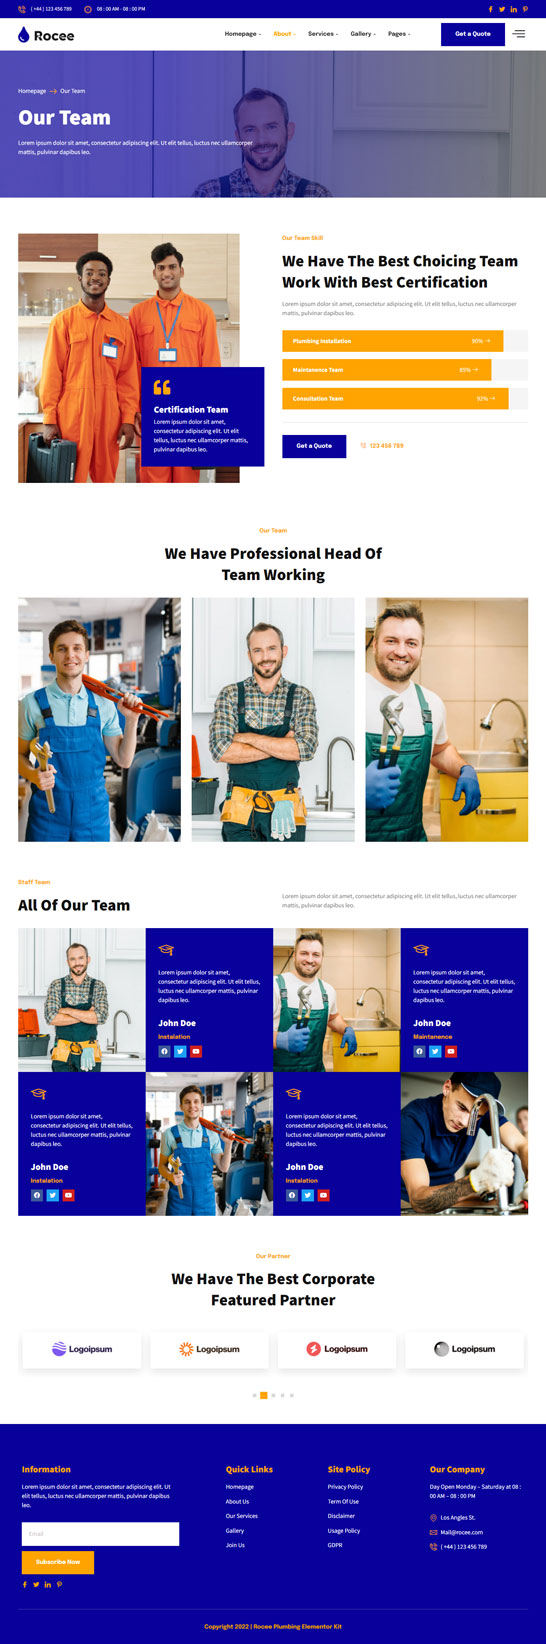 ( +44 ) 123 456 789
08 : 00 AM - 08 : 00 PM
Rocee
Homepage
About
Services
Gallery
Pages
Get a Quote
Homepage
Our Team
Our Team
Lorem ipsum dolor sit amet, consectetur adipiscing elit. Ut elit tellus, luctus nec ullamcorper
mattis, pulvinar dapibus leo.
Our Team Skill
We Have The Best Choicing Team
Work With Best Certification
Lorem ipsum dolor sit amet, consectetur adipiscing elit. Ut elit tellus, luctus nec ullamcorper
mattis, pulvinar dapibus leo.
Plumbing Installation
90%
Maintanence Team
85%
Consultation Team
92%
Certification Team
Lorem ipsum dolor sit amet,
consectetur adipiscing elit. Ut elit
tellus, luctus nec ullamcorper mattis,
pulvinar dapibus leo.
Get a Quote
123 456 789
Our Team
We Have Professional Head Of
Team Working
Staff Team
All Of Our Team
Lorem ipsum dolor sit amet, consectetur adipiscing elit. Ut elit tellus, luctus nec ullamcorper
mattis, pulvinar dapibus leo.
Lorem ipsum dolor sit amet,
consectetur adipiscing elit. Ut elit tellus,
luctus nec ullamcorper mattis, pulvinar
dapibus leo.
John Doe
Instalation
Lorem ipsum dolor sit amet,
consectetur adipiscing elit. Ut elit tellus,
luctus nec ullamcorper mattis, pulvinar
dapibus leo.
John Doe
Maintanence
Lorem ipsum dolor sit amet,
consectetur adipiscing elit. Ut elit tellus,
luctus nec ullamcorper mattis, pulvinar
dapibus leo.
John Doe
Instalation
Lorem ipsum dolor sit amet,
consectetur adipiscing elit. Ut elit tellus,
luctus nec ullamcorper mattis, pulvinar
dapibus leo.
John Doe
Instalation
Our Partner
We Have The Best Corporate
Featured Partner
Logoipsum
Logoipsum
Logoipsum
Logoipsum
Information
Lorem ipsum dolor sit amet, consectetur adipiscing elit. Ut
elit tellus, luctus nec ullamcorper mattis, pulvinar dapibus
leo.
Email
Subscribe Now
Quick Links
Homepage
About Us
Our Services
Gallery
Join Us
Site Policy
Privacy Policy
Term Of Use
Disclaimer
Usage Policy
GDPR
Our Company
Day Open Monday – Saturday at 08 :
00 AM – 08 : 00 PM
Los Angles St.
Mail@rocee.com
( +44 ) 123 456 789
Copyright 2022 | Rocee Plumbing Elementor Kit